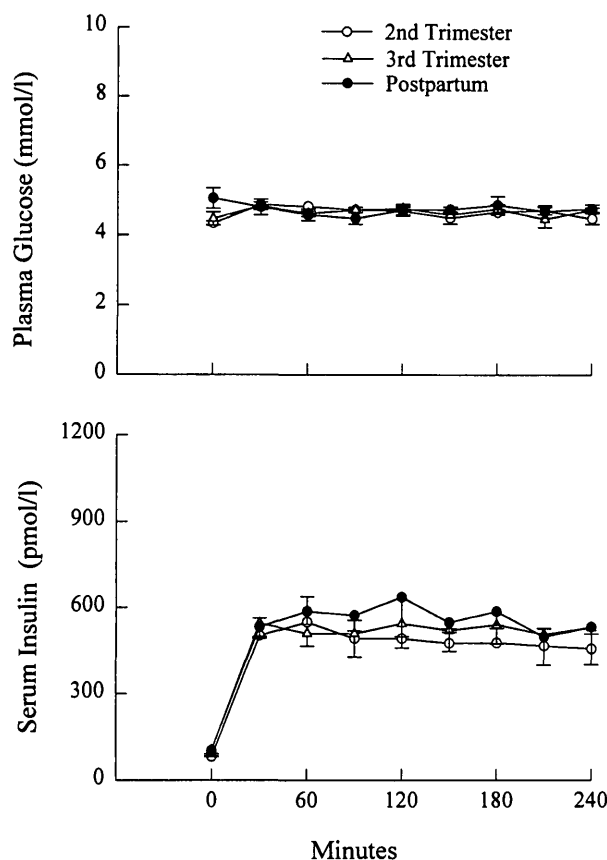 2nd Trimester
3rd Trimester
Postpartum
Plasma Glucose (mmol/l)
10
8
6
4
2
0
Serum Insulin (pmol/l)
1200
900
600
300
0
0 60 120 180 240
Minutes